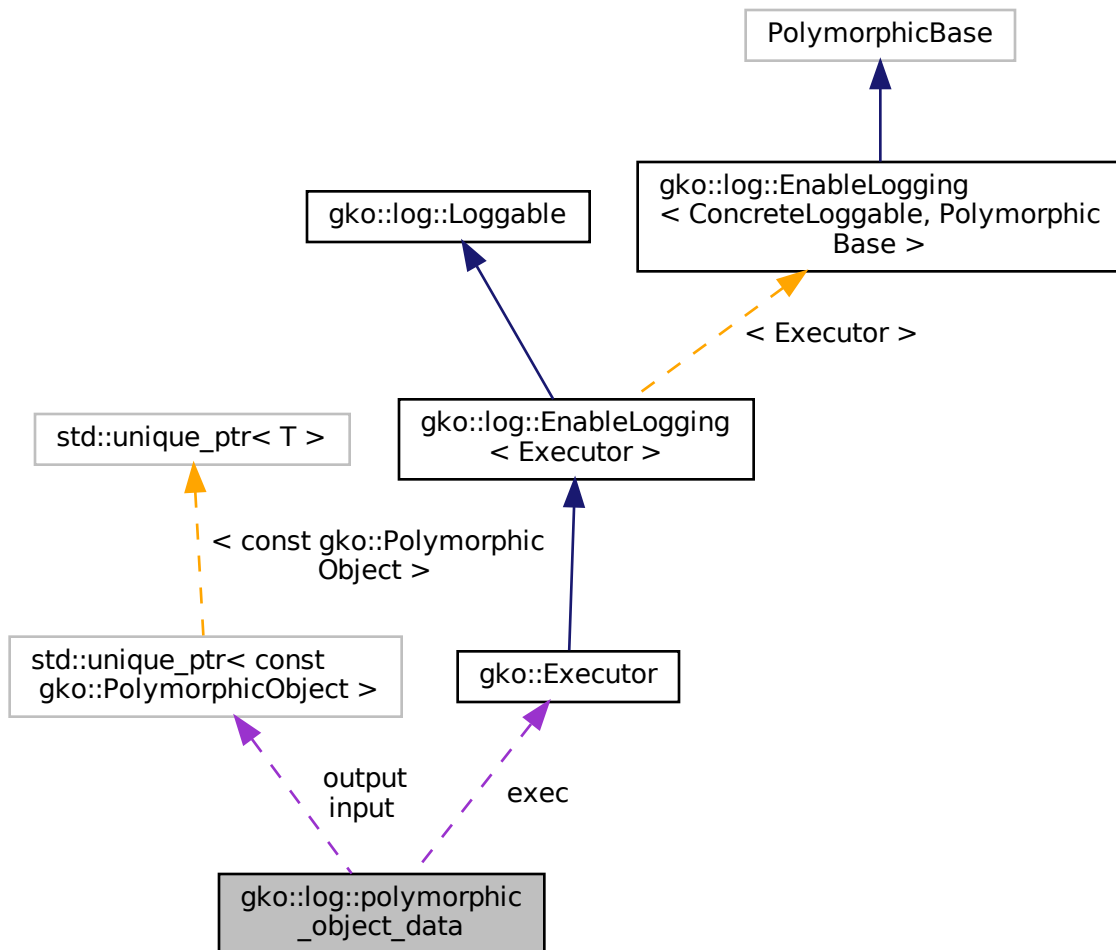 PolymorphicBase
gko::log::EnableLogging
< ConcreteLoggable, Polymorphic
Base >
gko::log::Loggable
< Executor >
gko::log::EnableLogging
< Executor >
std::unique_ptr< T >
< const gko::Polymorphic
Object >
std::unique_ptr< const
gko::PolymorphicObject >
gko::Executor
output
input
exec
gko::log::polymorphic
_object_data